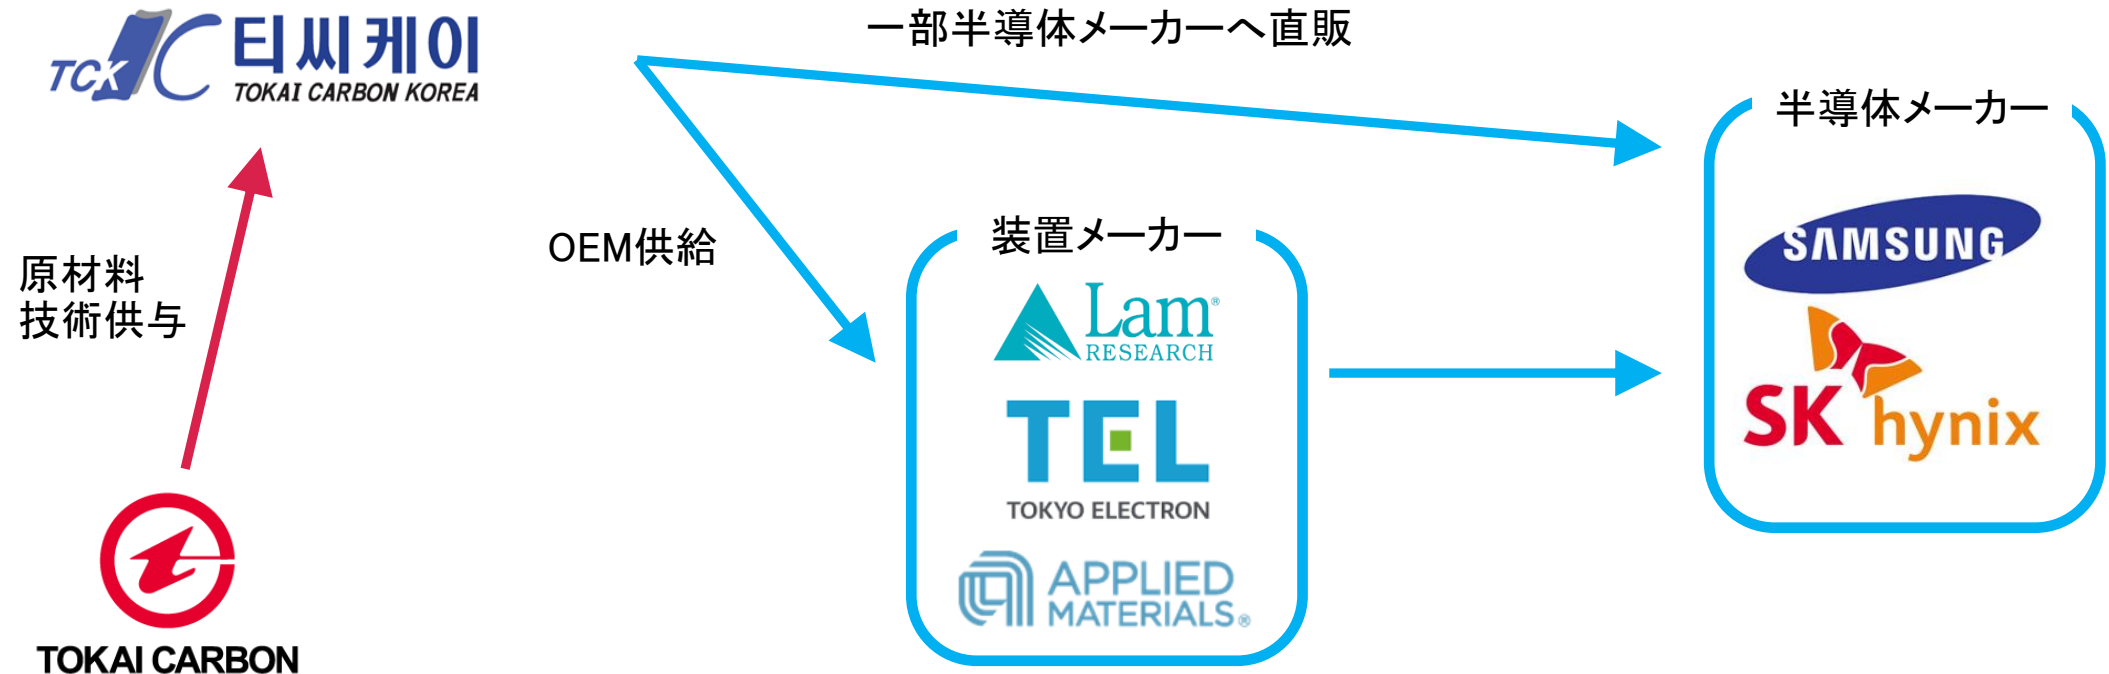 TCK 티씨케이
TOKAI CARBON KOREA
一部半導体メーカーへ直販
半導体メーカー
SAMSUNG
SK hynix
OEM供給
装置メーカー
Lam®
RESEARCH
TEL
TOKYO ELECTRON
APPLIED
MATERIALS®
原材料
技術供与
TOKAI CARBON